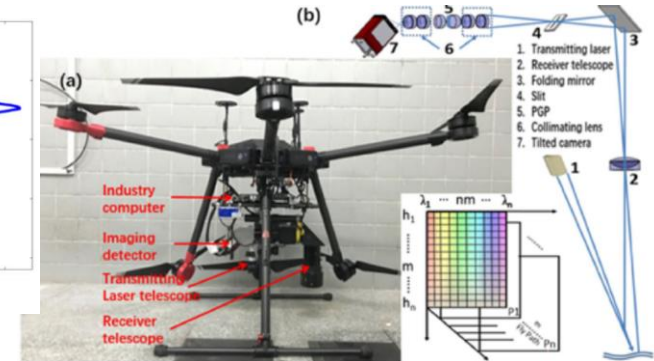 (b)
5
7
6
4
3
1. Transmitting laser
2. Receiver telescope
3. Folding mirror
4. Slit
5. PGP
6. Collimating lens
7. Tilted camera
1
2
(a)
Industry
computer
Imaging
detector
Transmitting
Laser telescope
Receiver
telescope
λ1 ··· nm ··· λn
h1
m
hn
P1
m
Fly Path
Pn